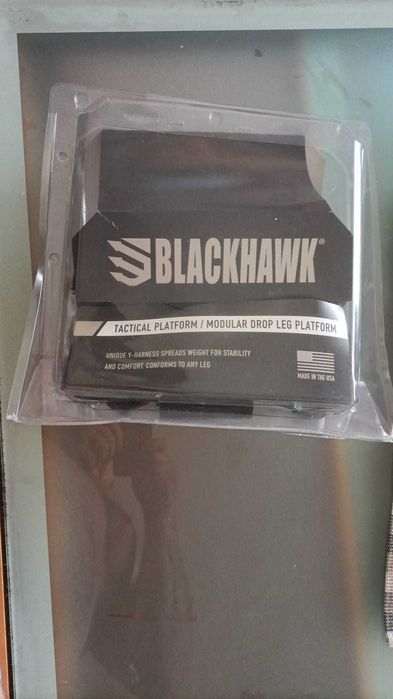 BLACKHAWK®
TACTICAL PLATFORM / MODULAR DROP LEG PLATFORM
UNIQUE Y-HARNESS SPREADS WEIGHT FOR STABILITY
AND COMFORT CONFORMS TO ANY LEG
MADE IN THE USA